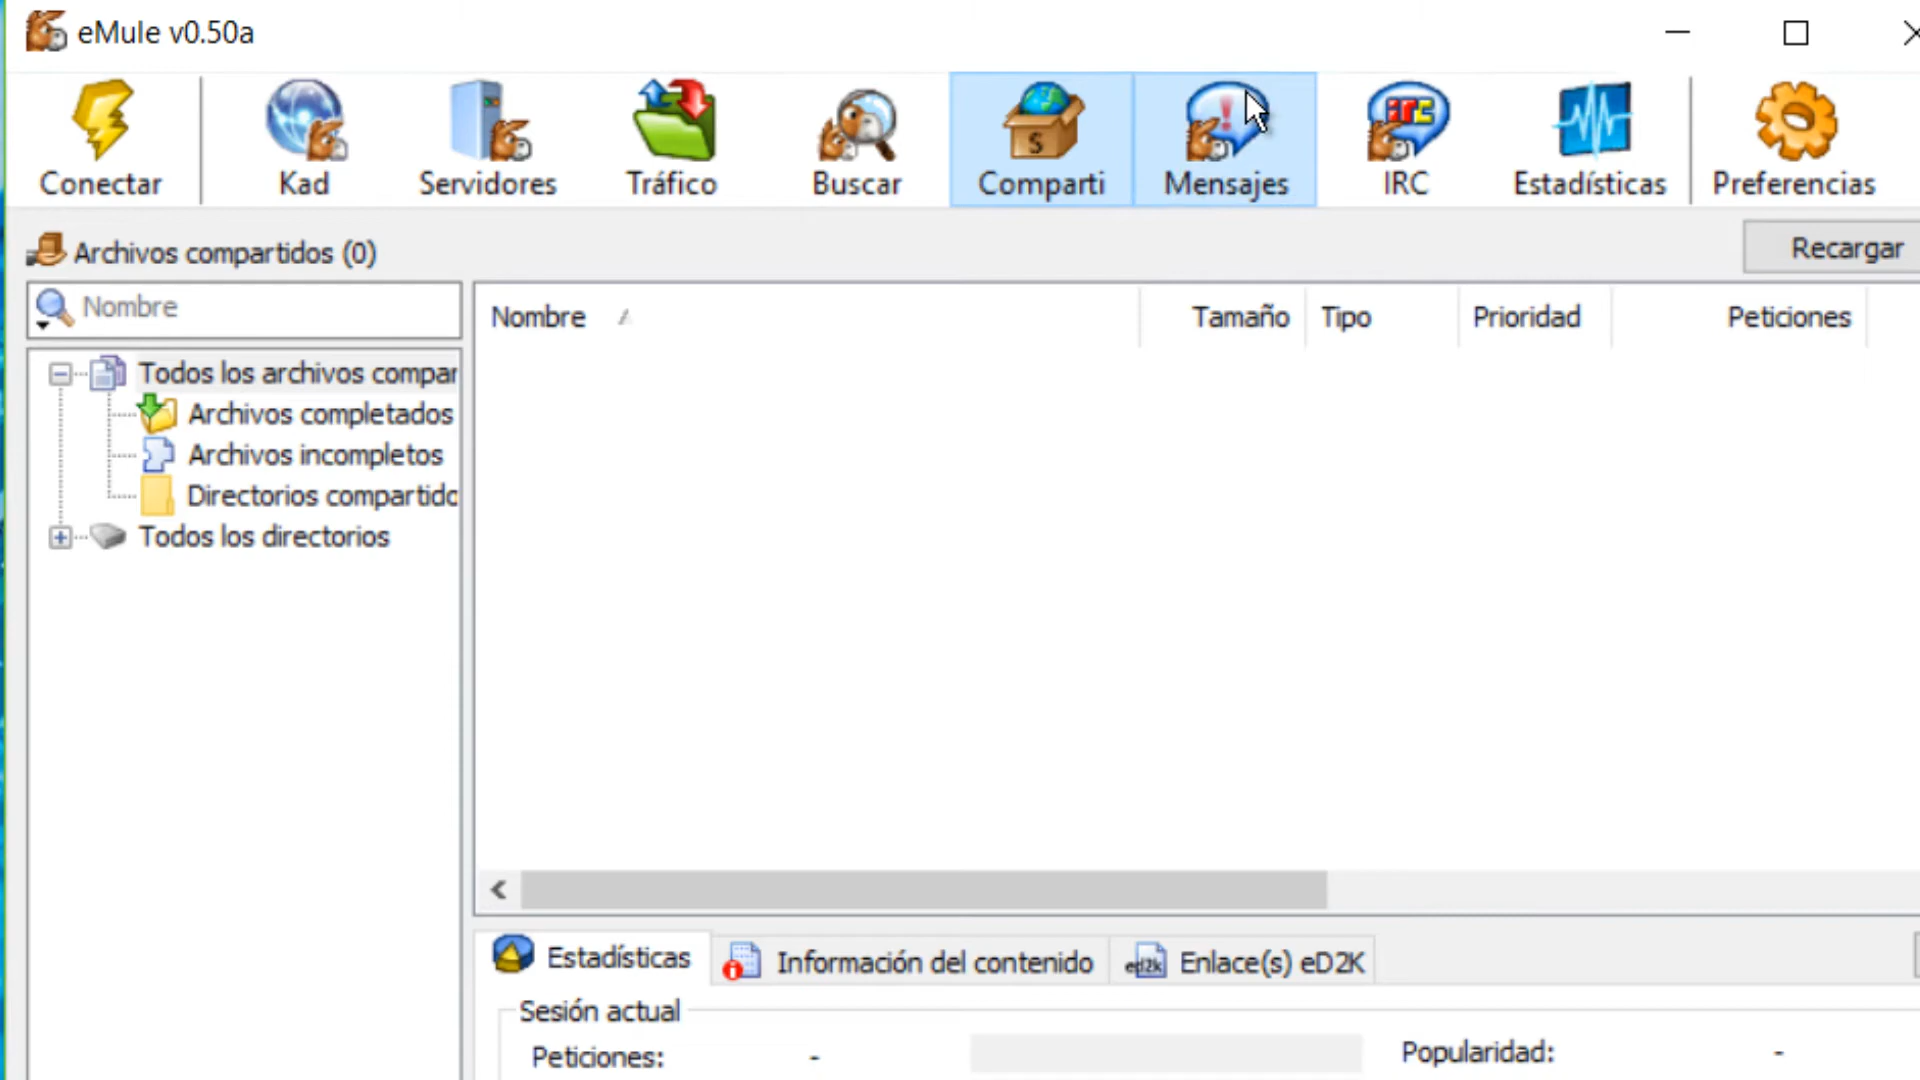 eMule v0.50a
Conectar
Kad
Servidores
Tráfico
Buscar
Comparti
Mensajes
IRC
Estadísticas
Preferencias
Archivos compartidos (0)
Recargar
Nombre
Nombre
Tamaño
Tipo
Prioridad
Peticiones
Todos los archivos compar
Archivos completados
Archivos incompletos
Directorios compartido
Todos los directorios
Estadísticas
Información del contenido
ed2k
Enlace(s) eD2K
Sesión actual
Peticiones: -
Popularidad: -